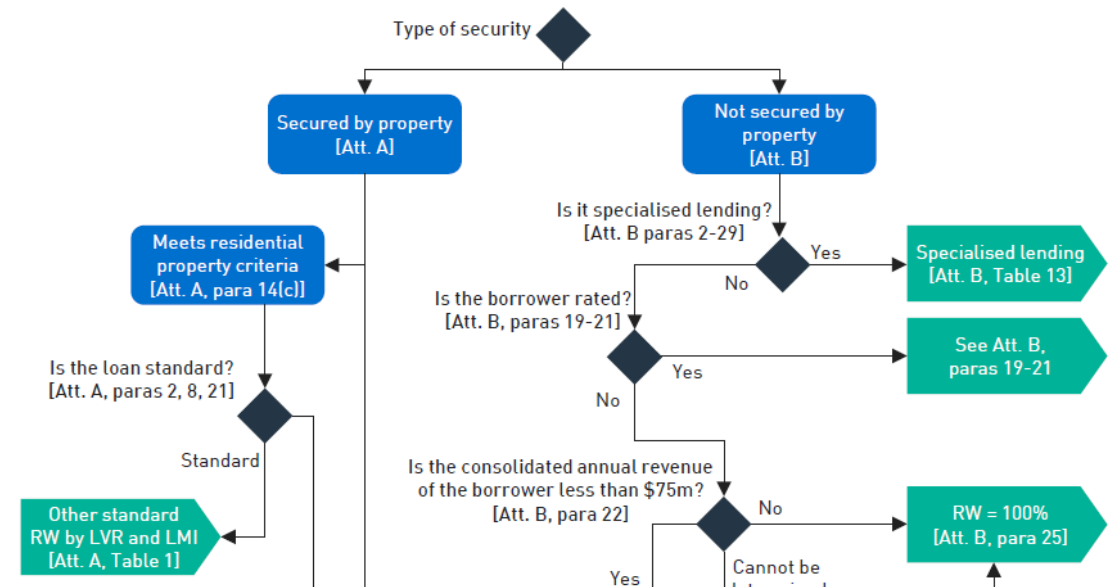 Type of security
Secured by property
[Att. A]
Not secured by
property
[Att. B]
Is it specialised lending?
[Att. B paras 2-29]
Yes
No
Specialised lending
[Att. B, Table 13]
Meets residential
property criteria
[Att. A, para 14(c)]
Is the borrower rated?
[Att. B, paras 19-21]
Yes
No
See Att. B,
paras 19-21
Is the loan standard?
[Att. A, paras 2, 8, 21]
Standard
Other standard
RW by LVR and LMI
[Att. A, Table 1]
Is the consolidated annual revenue
of the borrower less than $75m?
[Att. B, para 22]
No
RW = 100%
[Att. B, para 25]
Yes
Cannot be